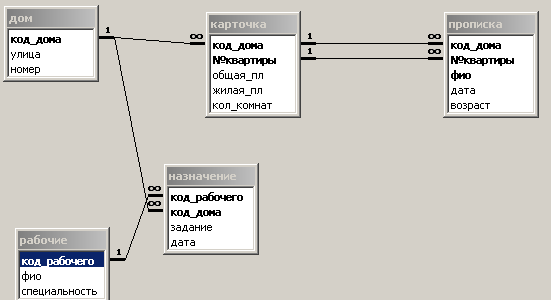 дом
код_дома
улица
номер
1
∞
карточка
код_дома
№квартиры
общая_пл
жилая_пл
кол_комнат
1
1
∞
∞
прописка
код_дома
№квартиры
фио
дата
возраст
назначение
код_рабочего
код_дома
задание
дата
∞
∞
рабочие
код_рабочего
фио
специальность
1